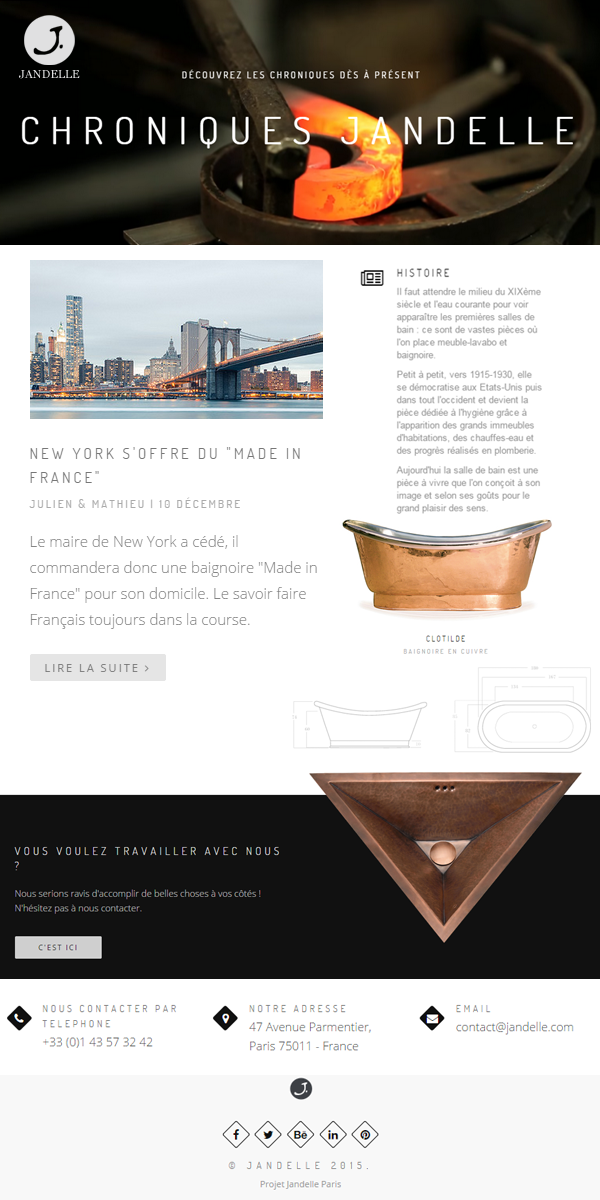 J.
JANDELLE
DÉCOUVREZ LES CHRONIQUES DÈS À PRÉSENT
CHRONIQUES JANDELLE
NEW YORK S'OFFRE DU "MADE IN
FRANCE"
JULIEN & MATHIEU | 10 DÉCEMBRE
Le maire de New York a cédé, il
commandera donc une baignoire "Made in
France" pour son domicile. Le savoir faire
Français toujours dans la course.
LIRE LA SUITE >
HISTOIRE
Il faut attendre le milieu du XIXéme
siécle et l'eau courante pour voir
apparaître les premières salles de
bain : ce sont de vastes pièces où
l'on place meuble-lavabo et
baignoire.
Petit à petit, vers 1915-1930, elle
se démocratise aux Etats-Unis puis
dans tout l'occident et devient la
pièce dédiée à l'hygiène grâce à
l'apparition des grands immeubles
d'habitations, des chauffes-eau et
des progrés réalisés en plomberie.
Aujourd'hui la salle de bain est une
pièce à vivre que l'on conçoit à son
image et selon ses goûts pour le
grand plaisir des sens.
CLOTILDE
BAIGNOIRE EN CUIVRE
VOUS VOULEZ TRAVAILLER AVEC NOUS
?
Nous serions ravis d'accomplir de belles choses à vos côtés !
N'hésitez pas à nous contacter.
C'EST ICI
NOUS CONTACTER PAR
TELEPHONE
+33 (0)1 43 57 32 42
NOTRE ADRESSE
47 Avenue Parmentier,
Paris 75011 - France
EMAIL
contact@jandelle.com
J.
f
Bē
in
© JANDELLE 2015.
Projet Jandelle Paris